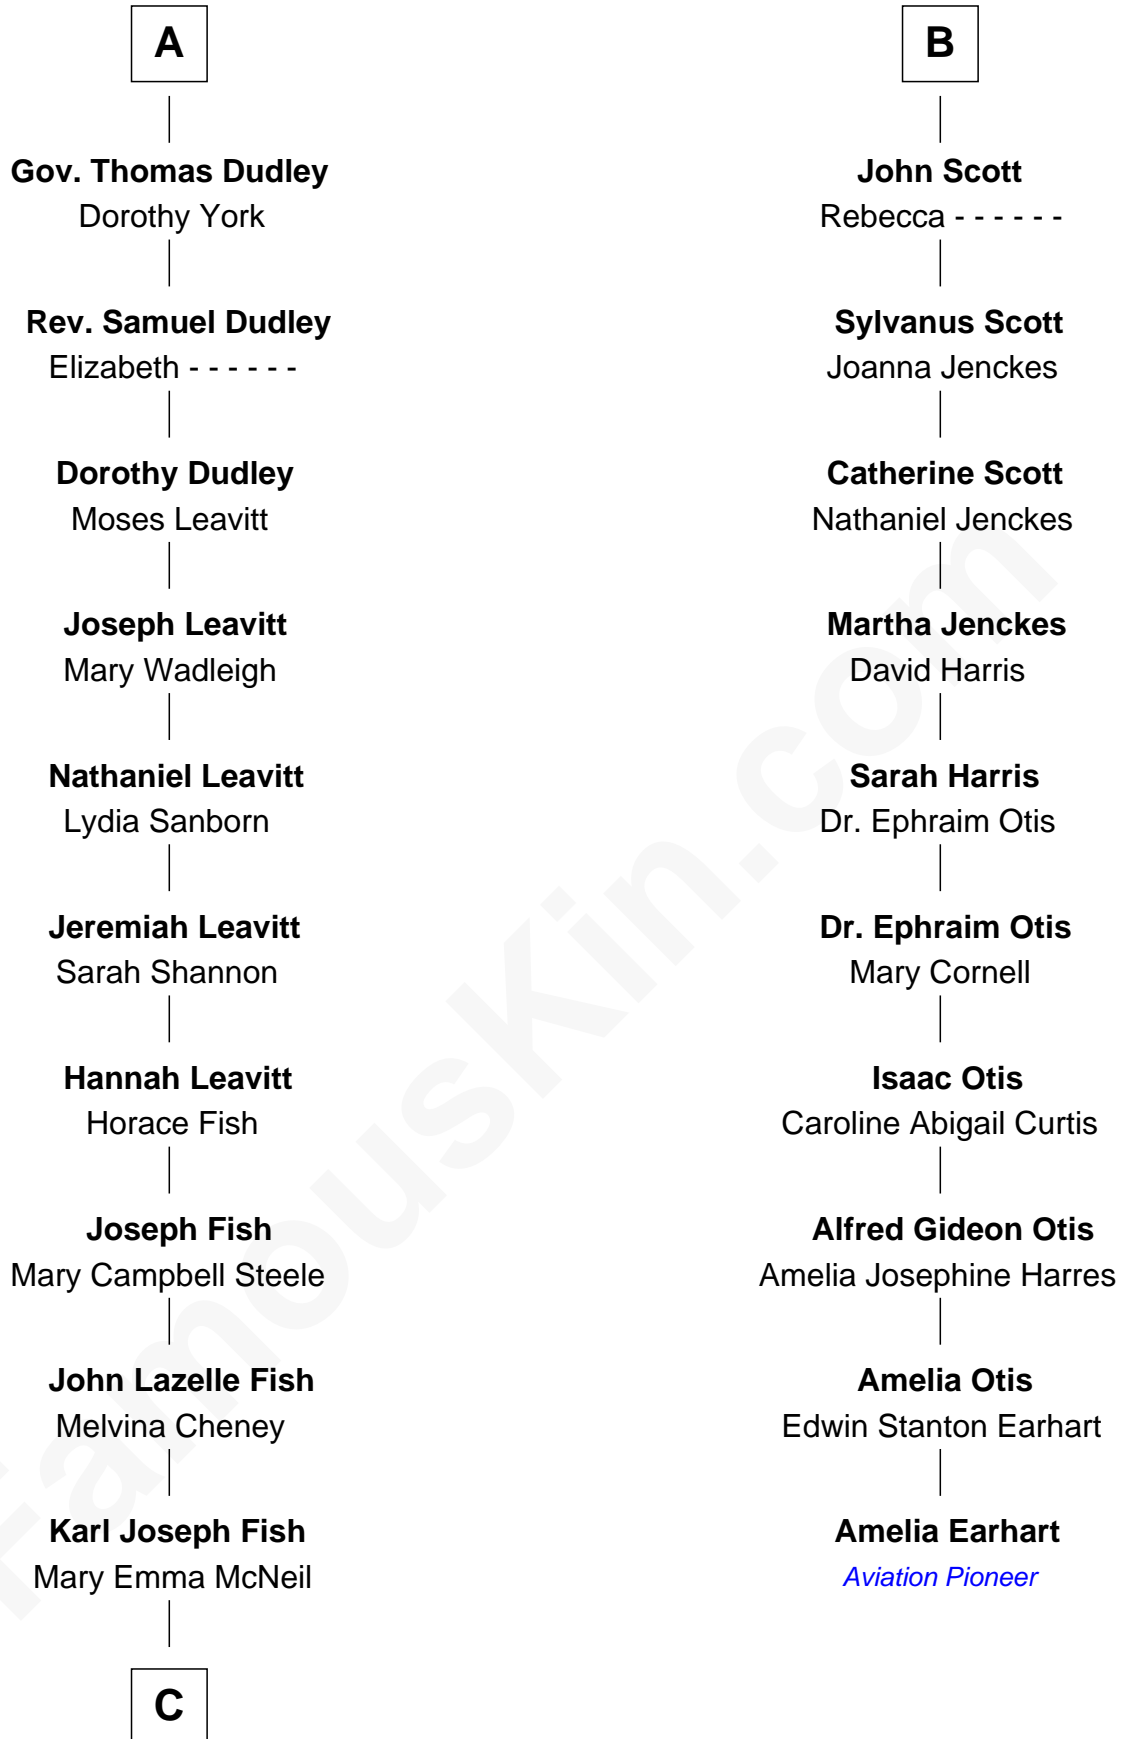 A
Gov. Thomas Dudley
Dorothy York
Rev. Samuel Dudley
Elizabeth - - - - - -
Dorothy Dudley
Moses Leavitt
Joseph Leavitt
Mary Wadleigh
Nathaniel Leavitt
Lydia Sanborn
Jeremiah Leavitt
Sarah Shannon
Hannah Leavitt
Horace Fish
Joseph Fish
Mary Campbell Steele
John Lazelle Fish
Melvina Cheney
Karl Joseph Fish
Mary Emma McNeil
C
B
John Scott
Rebecca - - - - - -
Sylvanus Scott
Joanna Jenckes
Catherine Scott
Nathaniel Jenckes
Martha Jenckes
David Harris
Sarah Harris
Dr. Ephraim Otis
Dr. Ephraim Otis
Mary Cornell
Isaac Otis
Caroline Abigail Curtis
Alfred Gideon Otis
Amelia Josephine Harres
Amelia Otis
Edwin Stanton Earhart
Amelia Earhart
Aviation Pioneer
FamousKin.com